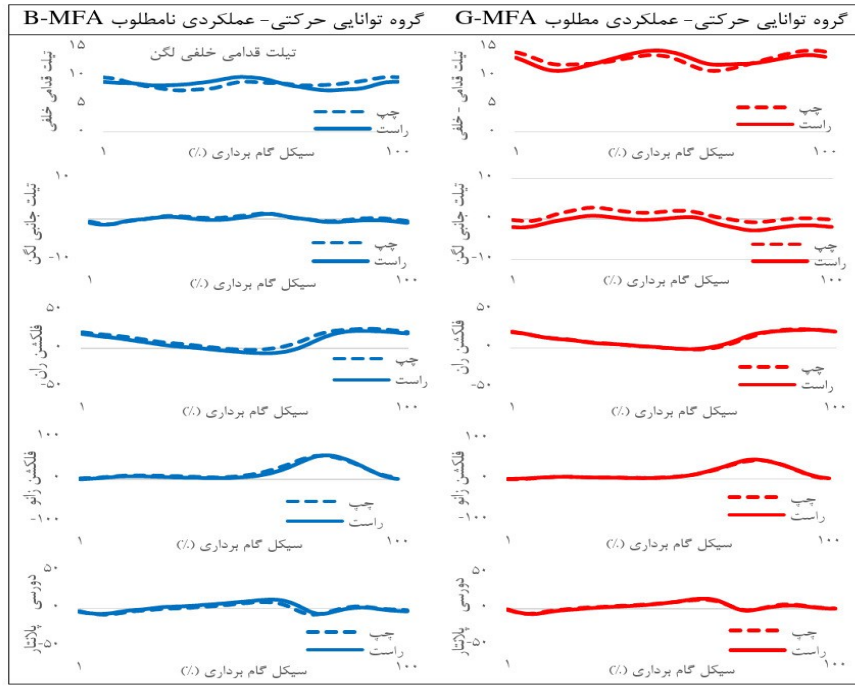 گروه توانایی حرکتی- عملکردی مطلوب G-MFA
گروه توانایی حرکتی- عملکردی نامطلوب B-MFA
تیلت قدامی - خلفی
۱۵
۱۰
۵
۰
چپ
راست
۱
۱۰۰
سیکل گام برداری (٪)
تیلت قدامی خلفی لگن
تیلت قدامی خلفی
۱۵
۱۰
۵
۰
چپ
راست
۱
۱۰۰
سیکل گام برداری (٪)
تیلت جانبی لگن
۱۰
۰
-۱۰
چپ
راست
۱
۱۰۰
سیکل گام برداری (٪)
تیلت جانبی لگن
۱۰
۰
-۱۰
چپ
راست
۱
۱۰۰
سیکل گام برداری (٪)
فلکشن ران
۵۰
۰
-۵۰
چپ
راست
۱
۱۰۰
سیکل گام برداری (٪)
فلکشن ران
۵۰
۰
-۵۰
چپ
راست
۱
۱۰۰
سیکل گام برداری (٪)
فلکشن زانو
۱۰۰
۰
-۱۰۰
چپ
راست
۱
۱۰۰
سیکل گام برداری (٪)
فلکشن زانو
۱۰۰
۰
-۱۰۰
چپ
راست
۱
۱۰۰
سیکل گام برداری (٪)
دورسی پلانتار
۵۰
۰
-۵۰
چپ
راست
۱
۱۰۰
سیکل گام برداری (٪)
دورسی پلانتار
۵۰
۰
-۵۰
چپ
راست
۱
۱۰۰
سیکل گام برداری (٪)